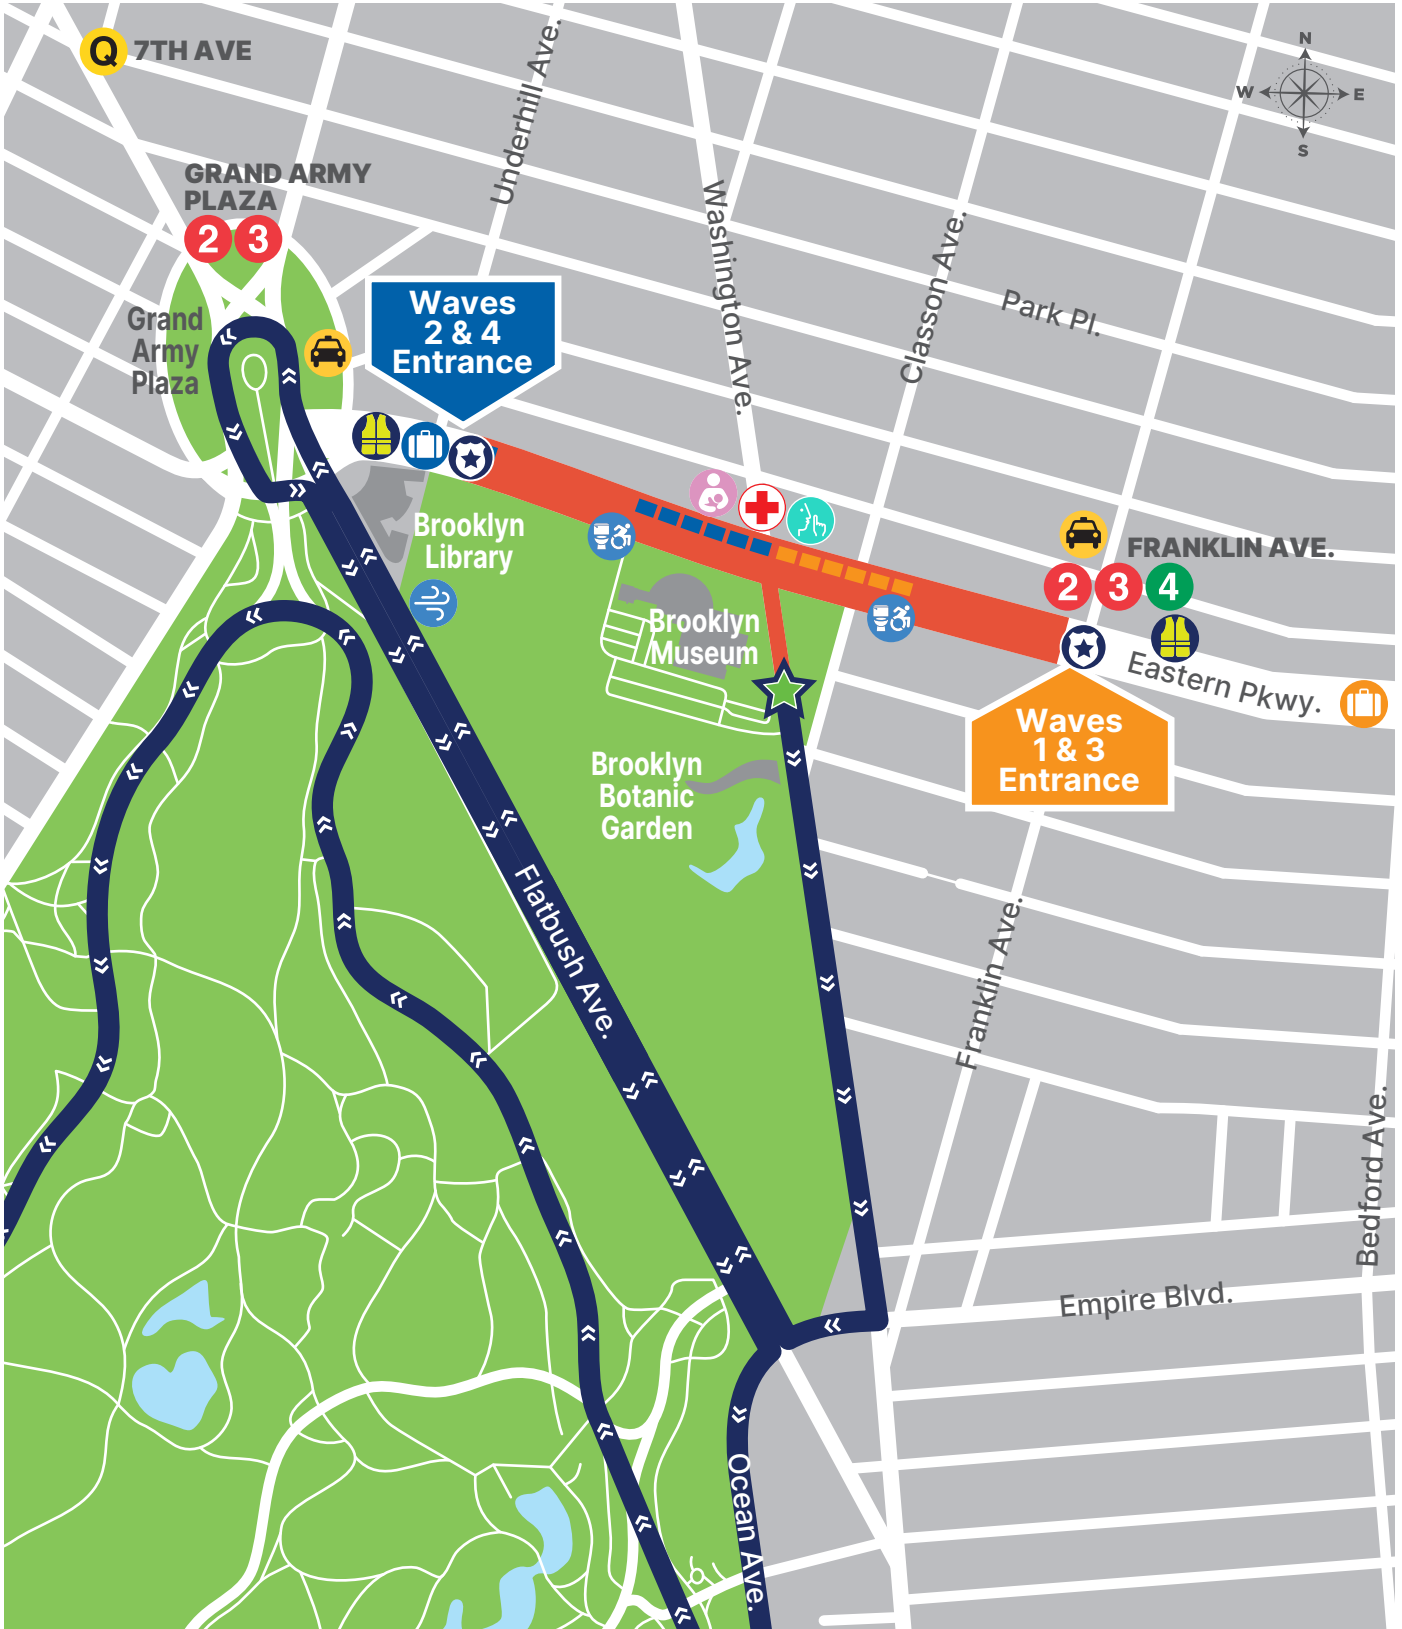 Q 7TH AVE
N
W E
S
GRAND ARMY
PLAZA
2 3
Underhill Ave.
Washington Ave.
Classon Ave.
Park Pl.
Grand
Army
Plaza
Waves
2 & 4
Entrance
Brooklyn
Library
FRANKLIN AVE.
2 3 4
Brooklyn
Museum
Eastern Pkwy.
Waves
1 & 3
Entrance
Brooklyn
Botanic
Garden
Flatbush Ave.
Franklin Ave.
Bedford Ave.
Empire Blvd.
Ocean Ave.